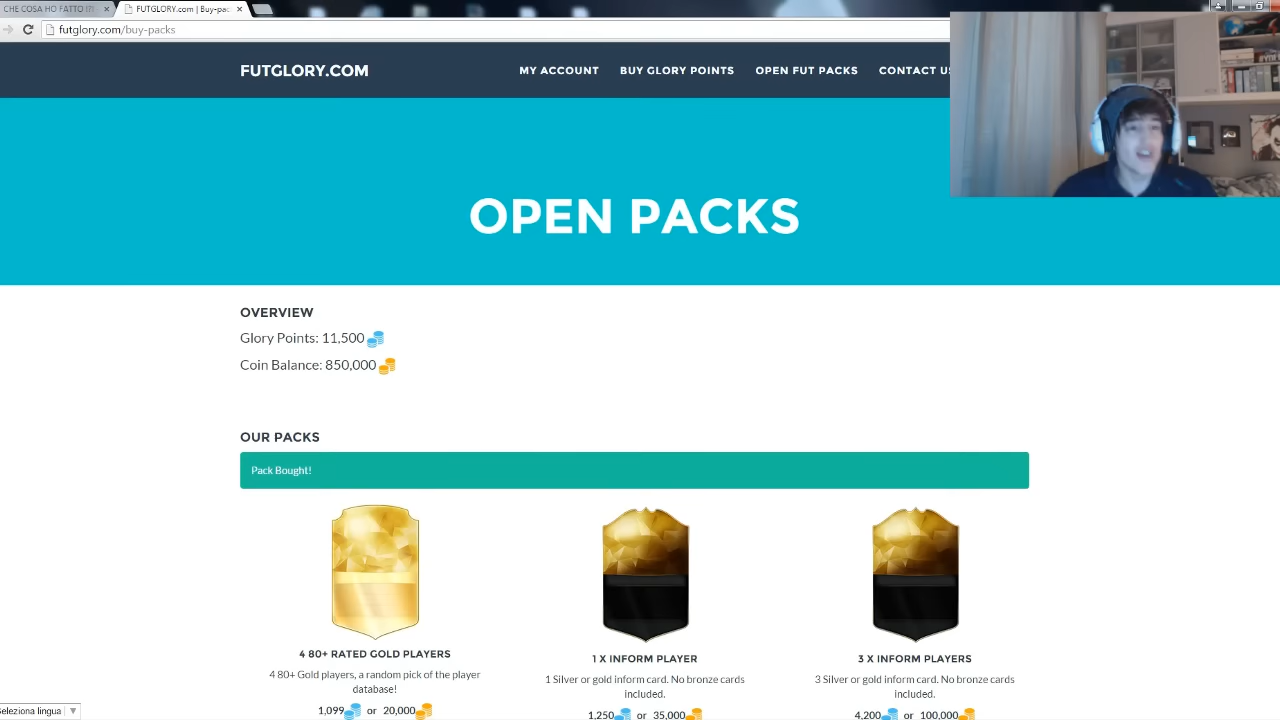 CHE COSA HO FATTO !?!
FUTGLORY.com | Buy-pac
futglory.com/buy-packs
FUTGLORY.COM
MY ACCOUNT
BUY GLORY POINTS
OPEN FUT PACKS
CONTACT US
OPEN PACKS
OVERVIEW
Glory Points: 11,500
Coin Balance: 850,000
OUR PACKS
Pack Bought!
4 80+ RATED GOLD PLAYERS
4 80+ Gold players, a random pick of the player
database!
1,099 or 20,000
1 X INFORM PLAYER
1 Silver or gold inform card. No bronze cards
included.
1,250 or 35,000
3 X INFORM PLAYERS
3 Silver or gold inform card. No bronze cards
included.
4,200 or 100,000
Seleziona lingua